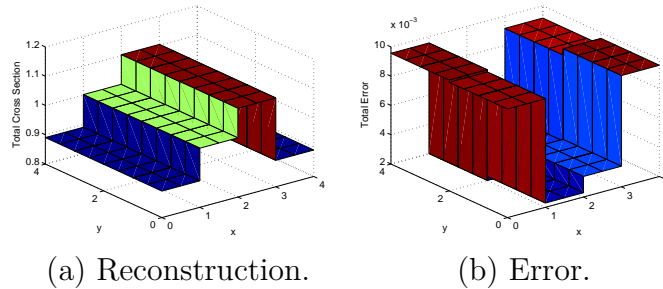 x 10⁻³
1.2
1.1
1
0.9
0.8
Total Cross Section
4
2
0
y
0
1
2
3
4
x
10
8
6
4
2
Total Error
4
2
0
y
0
1
2
3
4
x
(a) Reconstruction.
(b) Error.